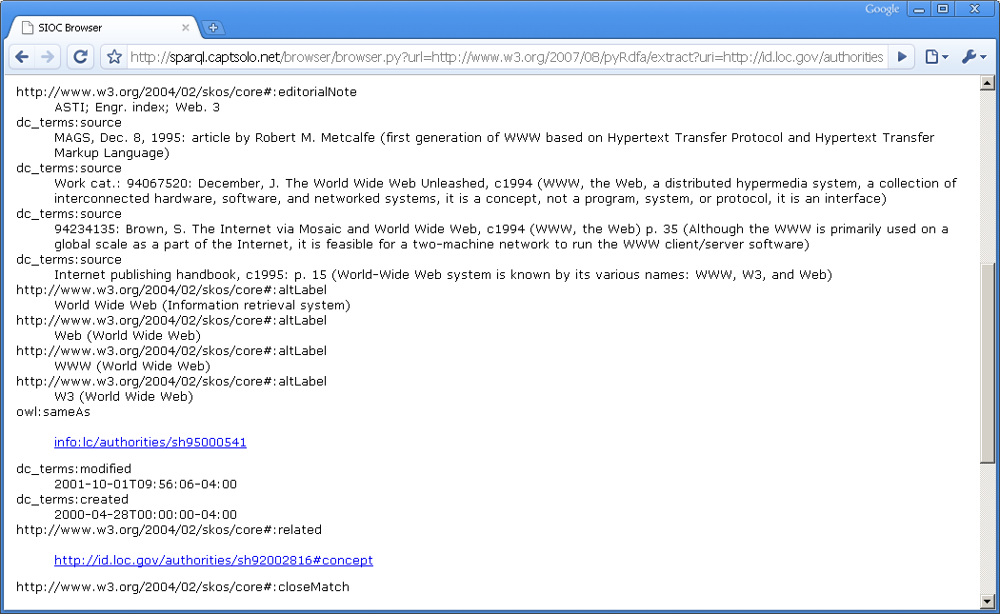 Google
SIOC Browser
http://sparql.captsolo.net/browser/browser.py?url=http://www.w3.org/2007/08/pyRdfa/extract?uri=http://id.loc.gov/authorities
http://www.w3.org/2004/02/skos/core#:editorialNote
ASTI; Engr. index; Web. 3
dc_terms:source
MAGS, Dec. 8, 1995: article by Robert M. Metcalfe (first generation of WWW based on Hypertext Transfer Protocol and Hypertext Transfer
Markup Language)
dc_terms:source
Work cat.: 94067520: December, J. The World Wide Web Unleashed, c1994 (WWW, the Web, a distributed hypermedia system, a collection of
interconnected hardware, software, and networked systems, it is a concept, not a program, system, or protocol, it is an interface)
dc_terms:source
94234135: Brown, S. The Internet via Mosaic and World Wide Web, c1994 (WWW, the Web) p. 35 (Although the WWW is primarily used on a
global scale as a part of the Internet, it is feasible for a two-machine network to run the WWW client/server software)
dc_terms:source
Internet publishing handbook, c1995: p. 15 (World-Wide Web system is known by its various names: WWW, W3, and Web)
http://www.w3.org/2004/02/skos/core#:altLabel
World Wide Web (Information retrieval system)
http://www.w3.org/2004/02/skos/core#:altLabel
Web (World Wide Web)
http://www.w3.org/2004/02/skos/core#:altLabel
WWW (World Wide Web)
http://www.w3.org/2004/02/skos/core#:altLabel
W3 (World Wide Web)
owl:sameAs
info:lc/authorities/sh95000541
dc_terms:modified
2001-10-01T09:56:06-04:00
dc_terms:created
2000-04-28T00:00:00-04:00
http://www.w3.org/2004/02/skos/core#:related
http://id.loc.gov/authorities/sh92002816#concept
http://www.w3.org/2004/02/skos/core#:closeMatch